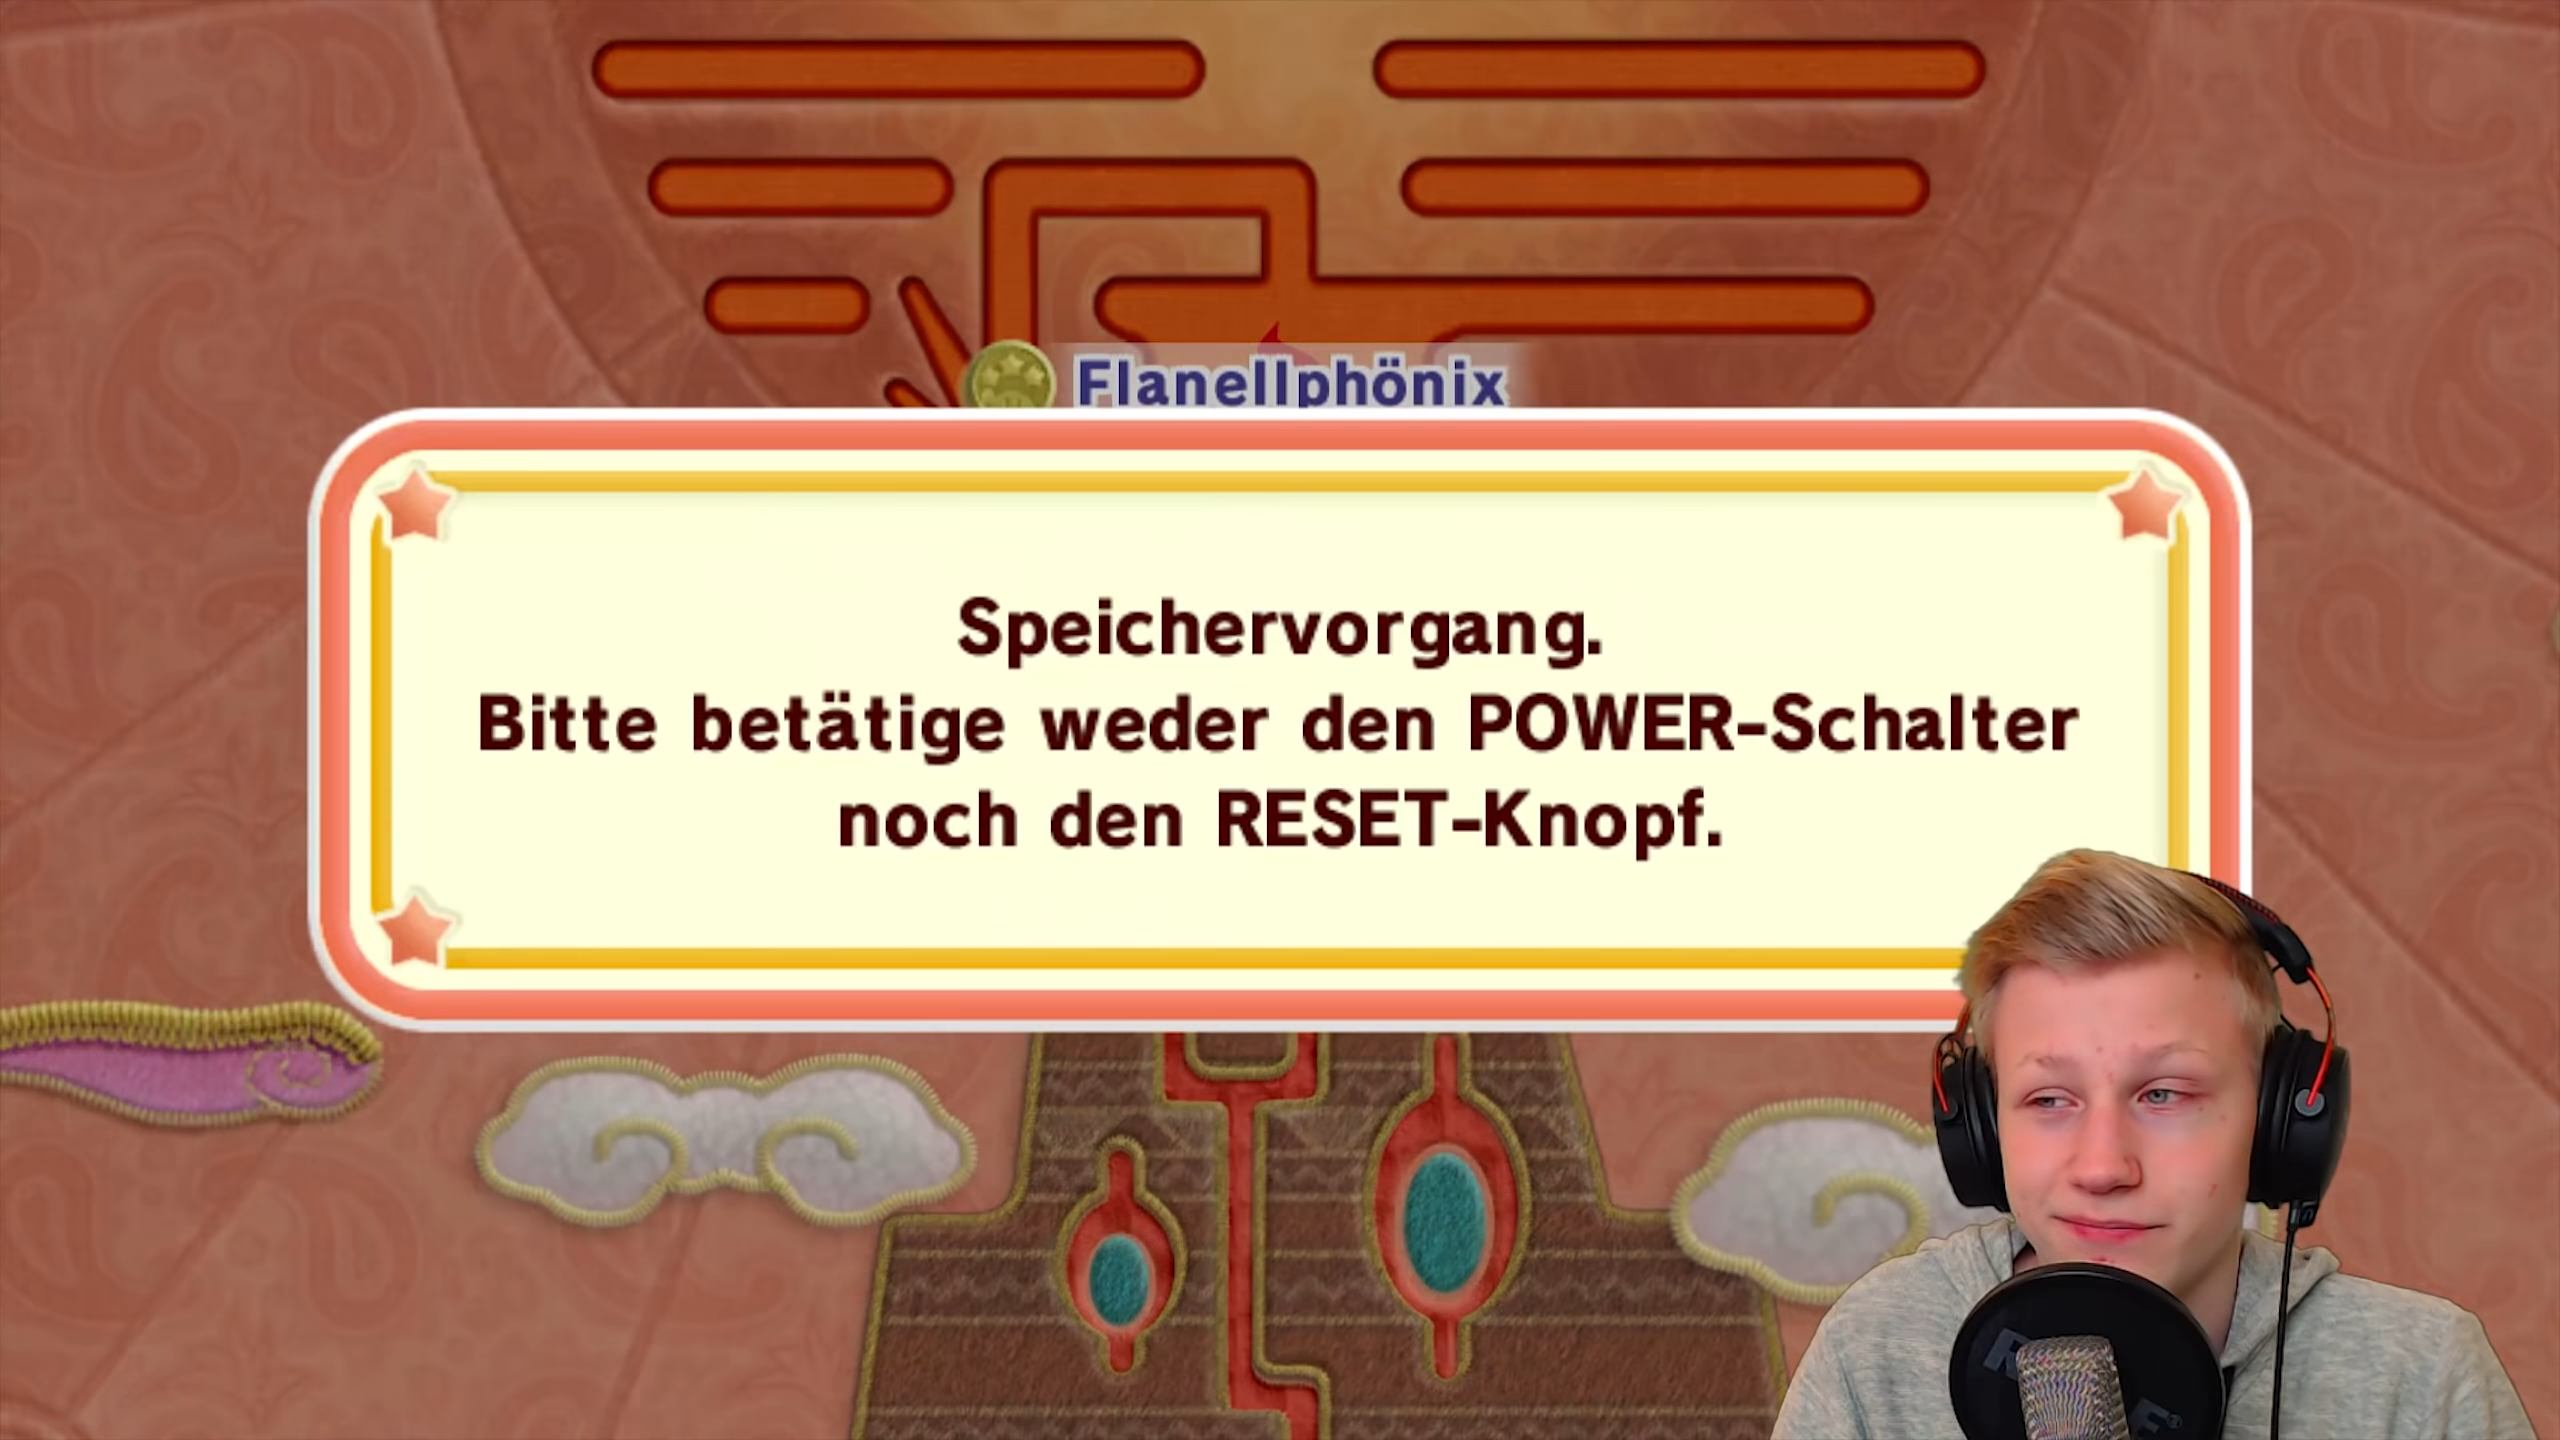 Flanellphönix
Speichervorgang.
Bitte betätige weder den POWER-Schalter
noch den RESET-Knopf.